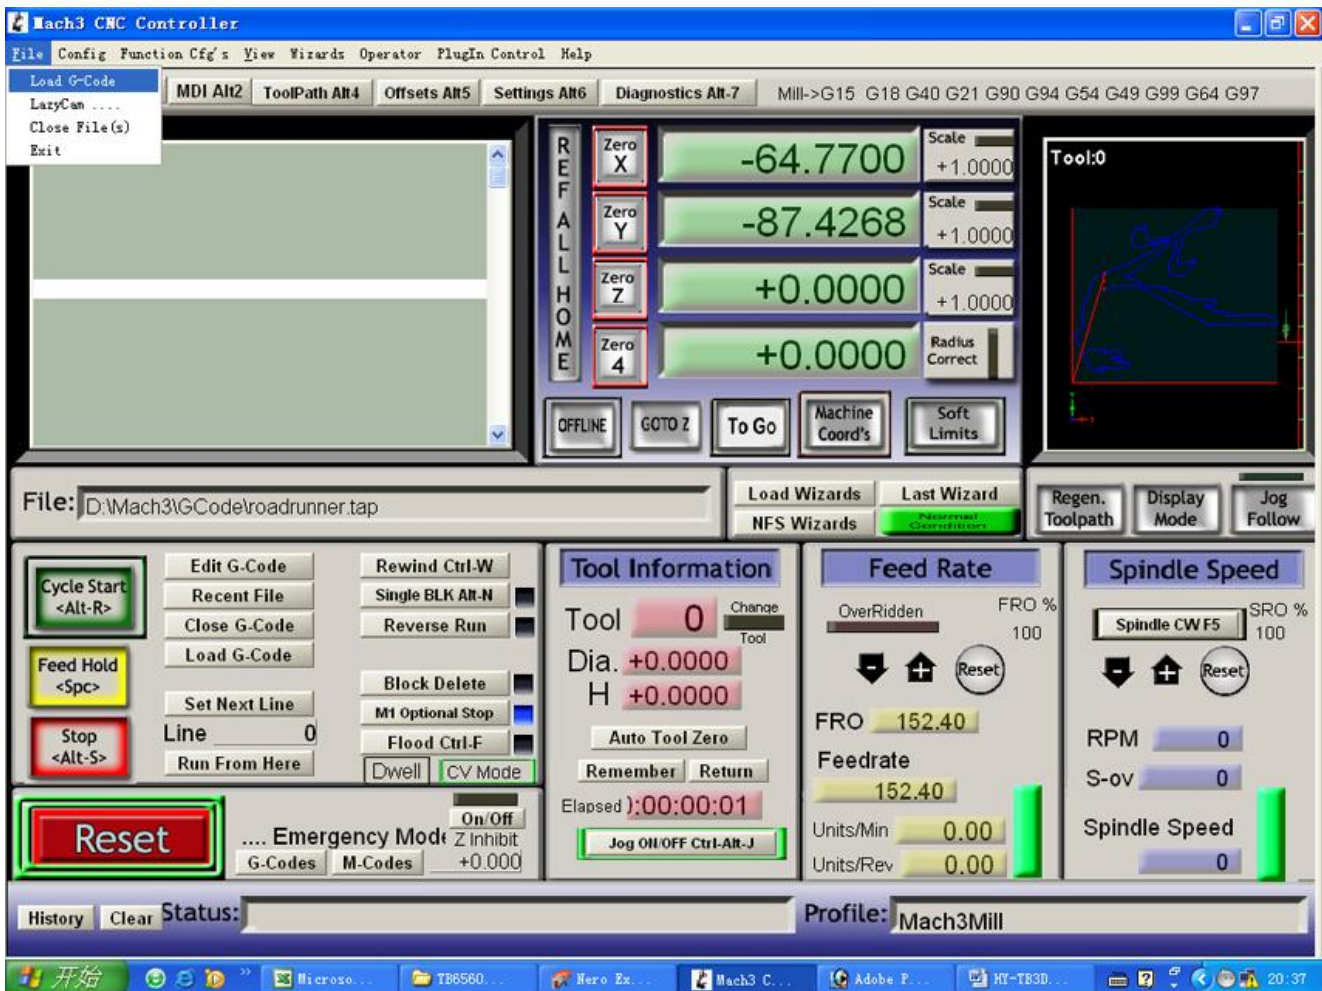 Mach3 CNC Controller
File Config Function Cfg's View Wizards Operator PlugIn Control Help
Load G-Code
LazyCam ....
Close File(s)
Exit
MDI Alt2 ToolPath Alt4 Offsets Alt5 Settings Alt6 Diagnostics Alt-7 Mill->G15 G18 G40 G21 G90 G94 G54 G49 G99 G64 G97
REF ALL HOME
Zero X -64.7700 Scale +1.0000
Zero Y -87.4268 Scale +1.0000
Zero Z +0.0000 Scale +1.0000
Zero 4 +0.0000 Radius Correct
OFFLINE GOTO Z To Go Machine Coord's Soft Limits
Tool:0
File: D:\Mach3\GCode\roadrunner.tap
Load Wizards Last Wizard
NFS Wizards Normal Condition
Regen. Toolpath Display Mode Jog Follow
Cycle Start <Alt-R>
Feed Hold <Spc>
Stop <Alt-S>
Edit G-Code
Recent File
Close G-Code
Load G-Code
Set Next Line
Line 0
Run From Here
Rewind Ctrl-W
Single BLK Alt-N
Reverse Run
Block Delete
M1 Optional Stop
Flood Ctrl-F
Dwell CV Mode
Reset
.... Emergency Mode
G-Codes M-Codes
On/Off
Z Inhibit
+0.000
Tool Information
Tool 0 Change Tool
Dia. +0.0000
H +0.0000
Auto Tool Zero
Remember Return
Elapsed ):00:00:01
Jog ON/OFF Ctrl-Alt-J
Feed Rate
OverRidden FRO % 100
Reset
FRO 152.40
Feedrate
152.40
Units/Min 0.00
Units/Rev 0.00
Spindle Speed
Spindle CW F5 SRO % 100
Reset
RPM 0
S-ov 0
Spindle Speed
0
History Clear Status: Profile: Mach3Mill
开始 Microso... TB6560... Nero Ex... Mach3 C... Adobe P... HY-TB3D... 20:37